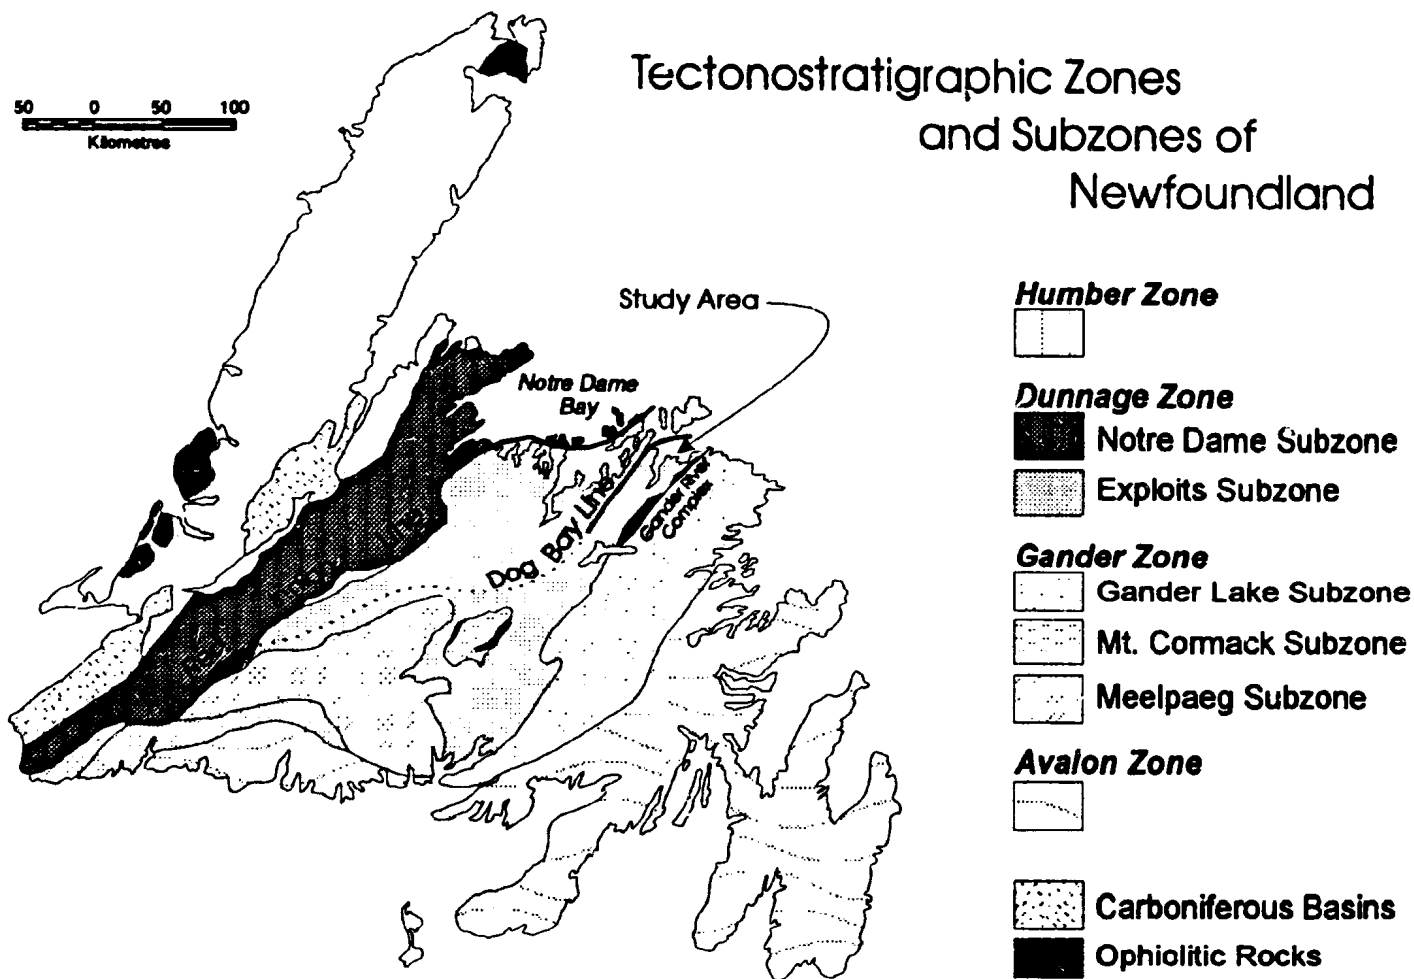 Tectonostratigraphic Zones
and Subzones of
Newfoundland
50 0 50 100
Kilometres
Study Area
Notre Dame
Bay
Dog Bay Line
Gander River
Complex
Red Line
Humber Zone
Dunnage Zone
Notre Dame Subzone
Exploits Subzone
Gander Zone
Gander Lake Subzone
Mt. Cormack Subzone
Meelpaeg Subzone
Avalon Zone
Carboniferous Basins
Ophiolitic Rocks